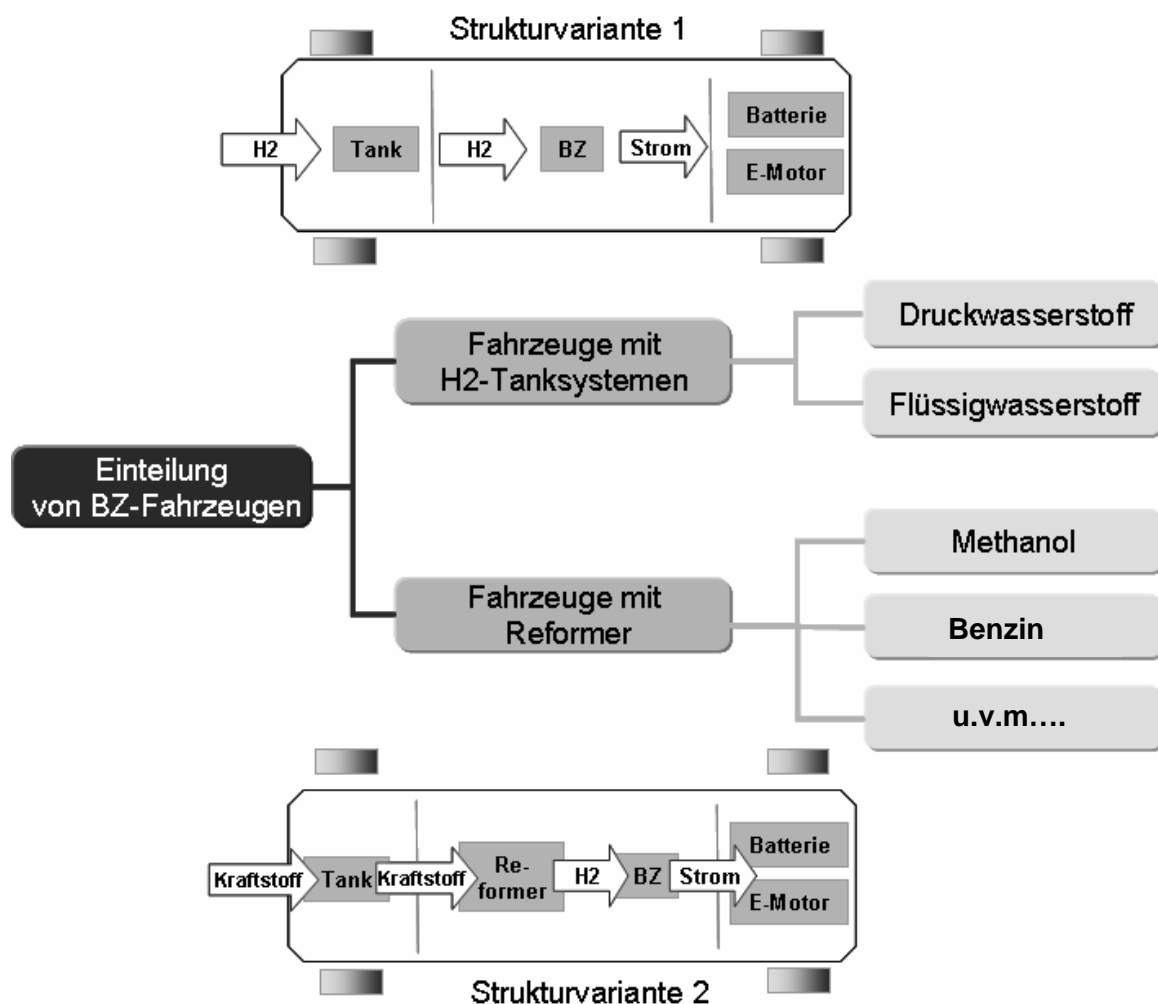 Strukturvariante 1
H2
Tank
H2
BZ
Strom
Batterie
E-Motor
Einteilung
von BZ-Fahrzeugen
Fahrzeuge mit
H2-Tanksystemen
Druckwasserstoff
Flüssigwasserstoff
Fahrzeuge mit
Reformer
Methanol
Benzin
u.v.m....
Kraftstoff
Tank
Kraftstoff
Re-
former
H2
BZ
Strom
Batterie
E-Motor
Strukturvariante 2